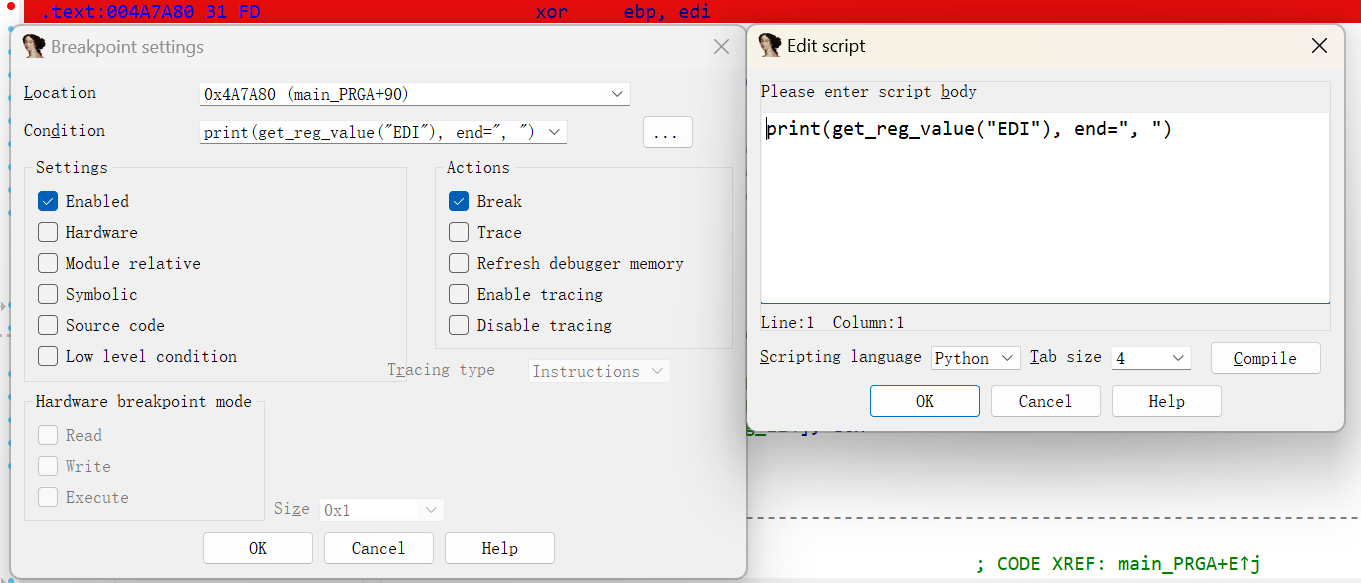 .text:004A7A80 31 FD xor ebp, edi
Breakpoint settings
Location 0x4A7A80 (main_PRGA+90)
Condition print(get_reg_value("EDI"), end=", ") ...
Settings
Enabled
Hardware
Module relative
Symbolic
Source code
Low level condition
Actions
Break
Trace
Refresh debugger memory
Enable tracing
Disable tracing
Tracing type Instructions
Hardware breakpoint mode
Read
Write
Execute
Size 0x1
OK Cancel Help
Edit script
Please enter script body
print(get_reg_value("EDI"), end=", ")
Line:1 Column:1
Scripting language Python Tab size 4 Compile
OK Cancel Help
; CODE XREF: main_PRGA+E↑j